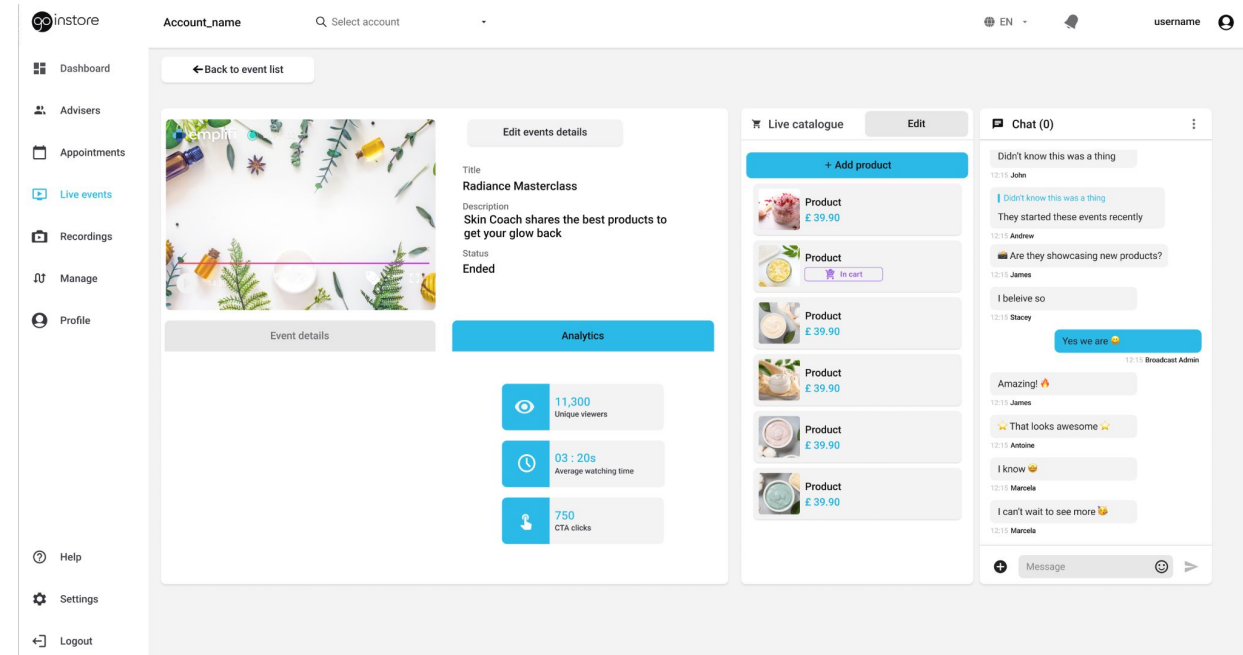 go instore
Account_name
Select account
EN
username
Dashboard
Advisers
Appointments
Live events
Recordings
Manage
Profile
Help
Settings
Logout
Back to event list
emplifi
Edit events details
Title
Radiance Masterclass
Description
Skin Coach shares the best products to
get your glow back
Status
Ended
Event details
Analytics
11,300
Unique viewers
03 : 20s
Average watching time
750
CTA clicks
Live catalogue
Edit
+ Add product
Product
£ 39.90
Product
In cart
Product
£ 39.90
Product
£ 39.90
Product
£ 39.90
Product
£ 39.90
Chat (0)
Didn't know this was a thing
12:15 John
Didn't know this was a thing
They started these events recently
12:15 Andrew
Are they showcasing new products?
12:15 James
I beleive so
12:15 Stacey
Yes we are
12:15 Broadcast Admin
Amazing!
12:15 James
That looks awesome
12:15 Antoine
I know
12:15 Marcela
I can't wait to see more
12:15 Marcela
Message